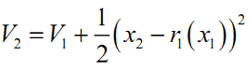 V₂ = V₁ + 1/2 (x₂ − r₁(x₁))²